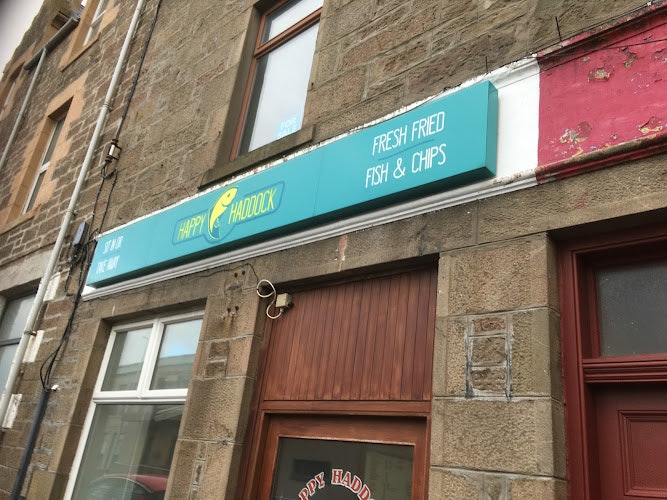 SIT IN OR
TAKE AWAY
HAPPY HADDOCK
FRESH FRIED
FISH & CHIPS
PPY HADD